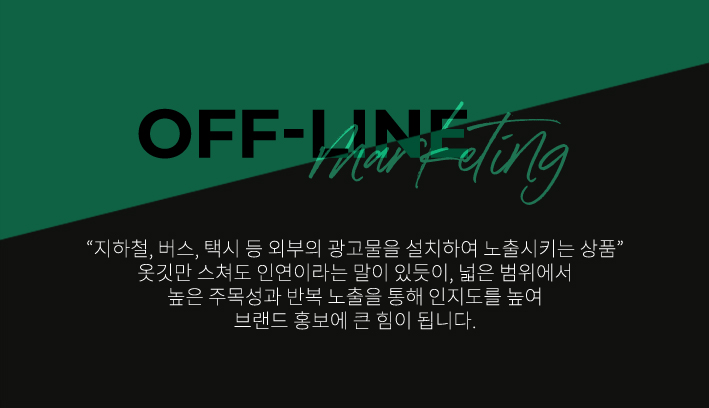 OFF-LINE
Marketing
“지하철, 버스, 택시 등 외부의 광고물을 설치하여 노출시키는 상품”
옷깃만 스쳐도 인연이라는 말이 있듯이, 넓은 범위에서
높은 주목성과 반복 노출을 통해 인지도를 높여
브랜드 홍보에 큰 힘이 됩니다.